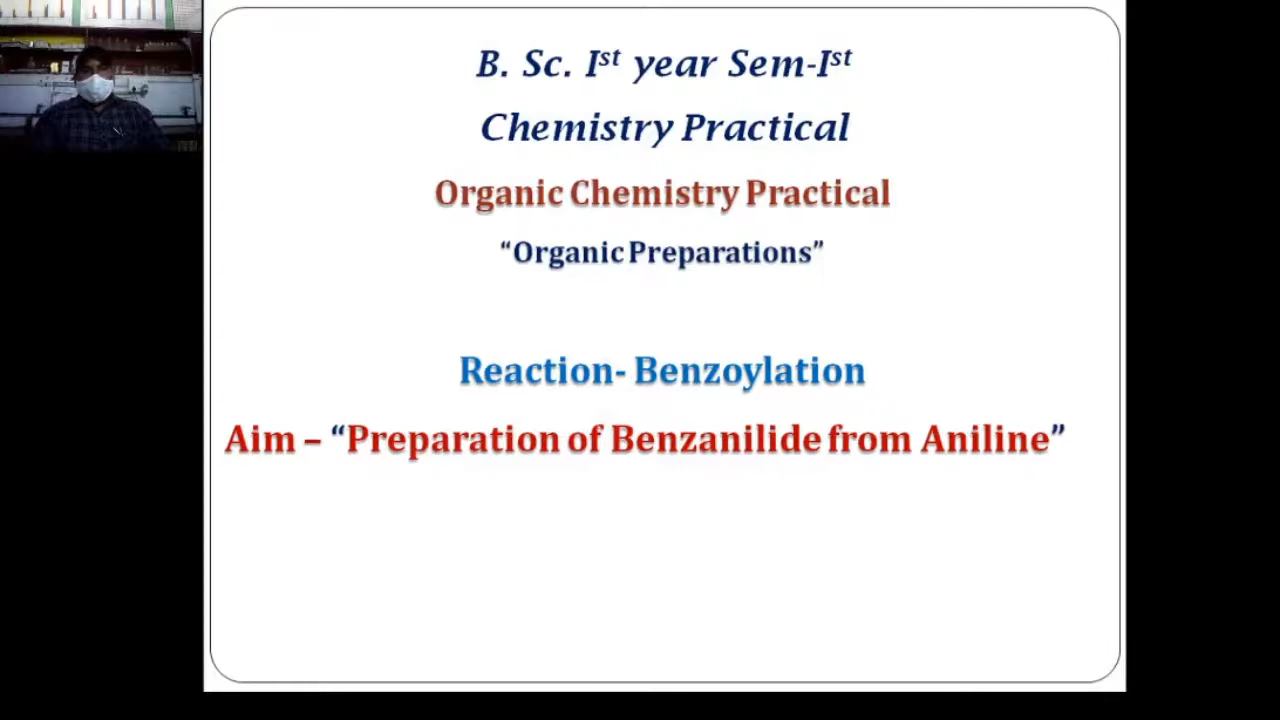 B. Sc. Ist year Sem-Ist
Chemistry Practical
Organic Chemistry Practical
“Organic Preparations”
Reaction- Benzoylation
Aim – “Preparation of Benzanilide from Aniline”